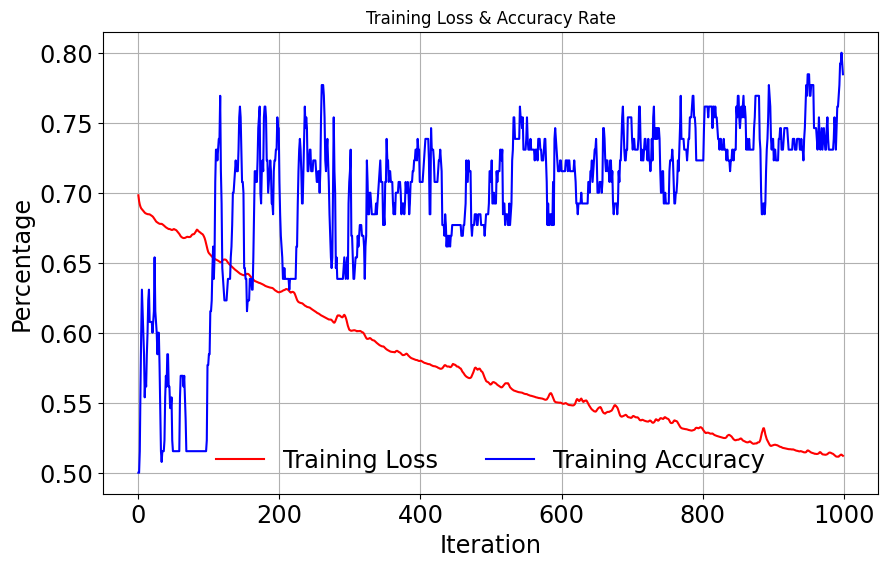 Training Loss & Accuracy Rate
0.80
0.75
0.70
0.65
0.60
0.55
0.50
Percentage
Training Loss Training Accuracy
0 200 400 600 800 1000
Iteration